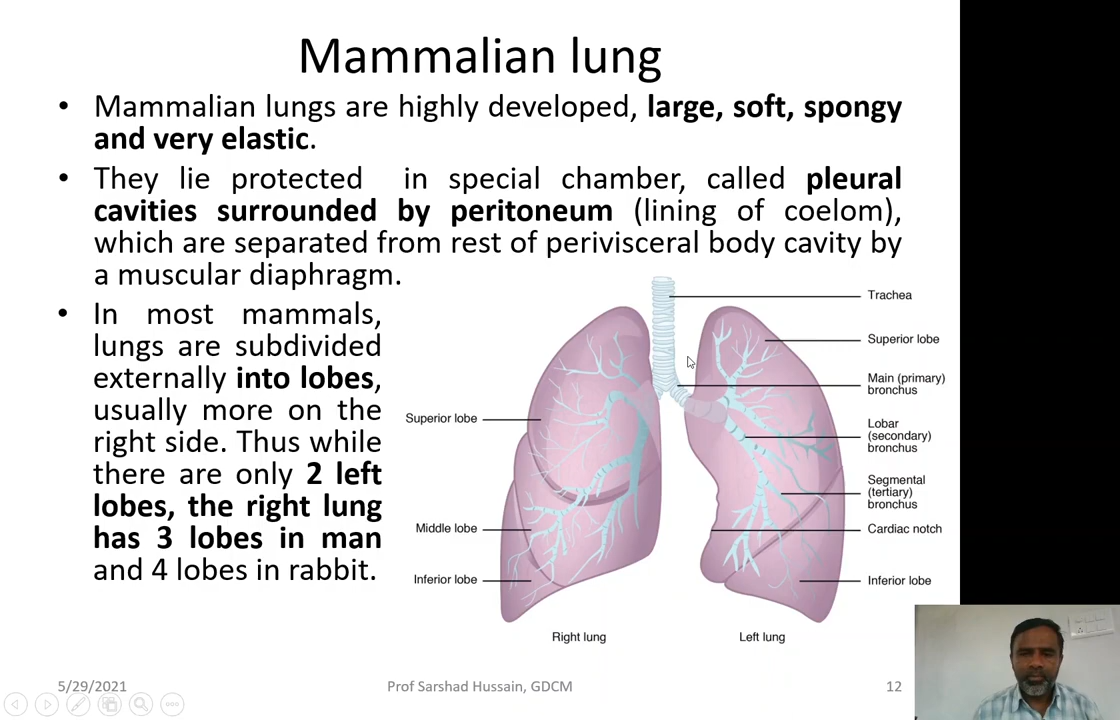 Mammalian lung
• Mammalian lungs are highly developed, large, soft, spongy
and very elastic.
• They lie protected in special chamber, called pleural
cavities surrounded by peritoneum (lining of coelom),
which are separated from rest of perivisceral body cavity by
a muscular diaphragm.
• In most mammals,
lungs are subdivided
externally into lobes,
usually more on the
right side. Thus while
there are only 2 left
lobes, the right lung
has 3 lobes in man
and 4 lobes in rabbit.
Trachea
Superior lobe
Main (primary)
bronchus
Lobar
(secondary)
bronchus
Segmental
(tertiary)
bronchus
Cardiac notch
Inferior lobe
Superior lobe
Middle lobe
Inferior lobe
Right lung
Left lung
5/29/2021
Prof Sarshad Hussain, GDCM
12